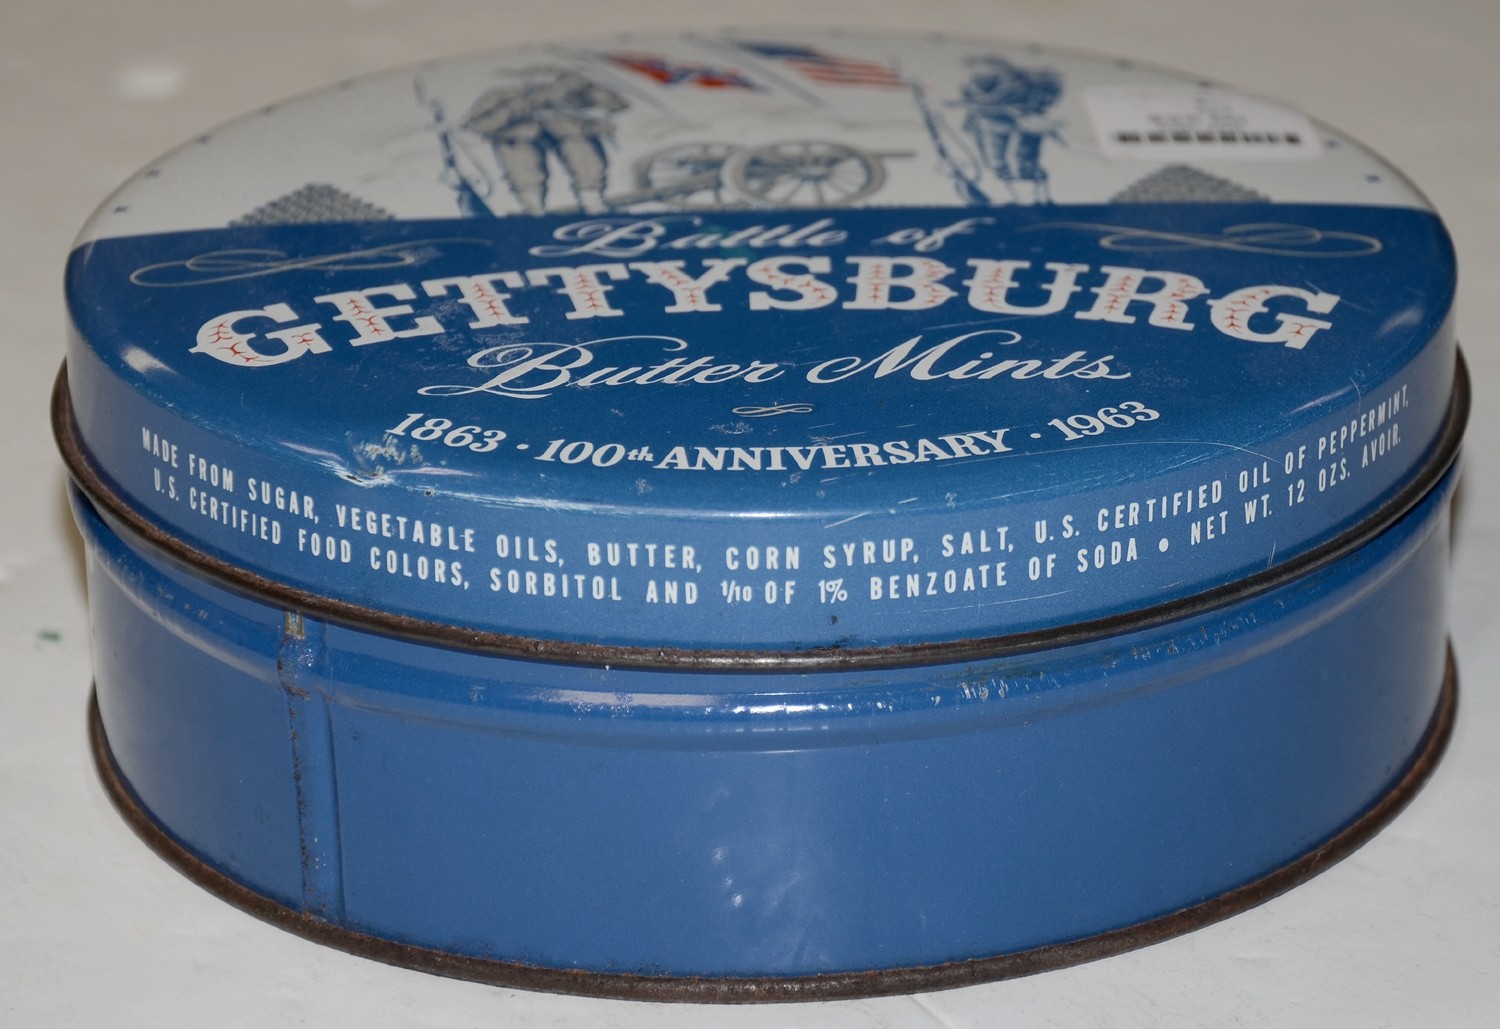 Battle of
GETTYSBURG
Butter Mints
1863 · 100th ANNIVERSARY · 1963
MADE FROM SUGAR, VEGETABLE OILS, BUTTER, CORN SYRUP, SALT, U.S. CERTIFIED OIL OF PEPPERMINT,
U.S. CERTIFIED FOOD COLORS, SORBITOL AND 1/10 OF 1% BENZOATE OF SODA • NET WT. 12 OZS. AVOIR.